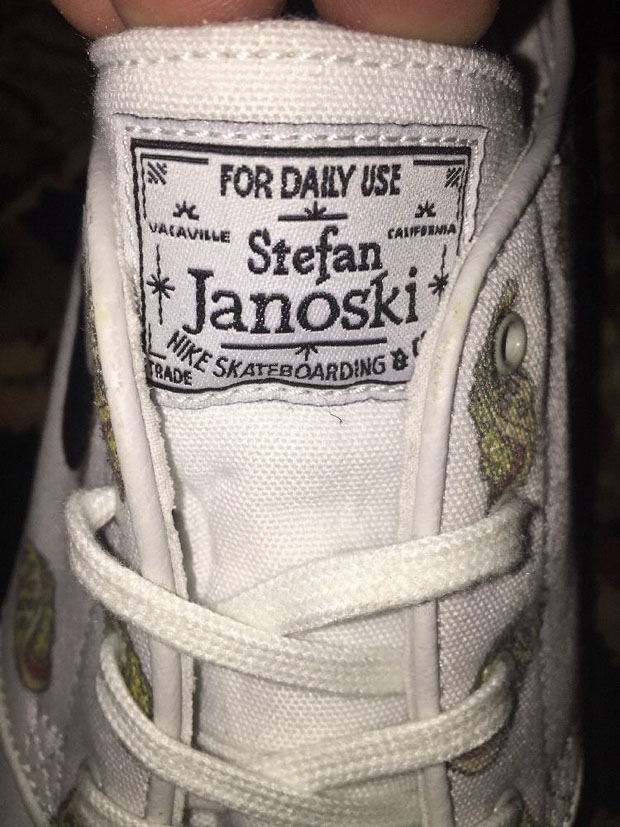 FOR DAILY USE
VACAVILLE
CALIFORNIA
Stefan
Janoski
NIKE SKATEBOARDING &
TRADE